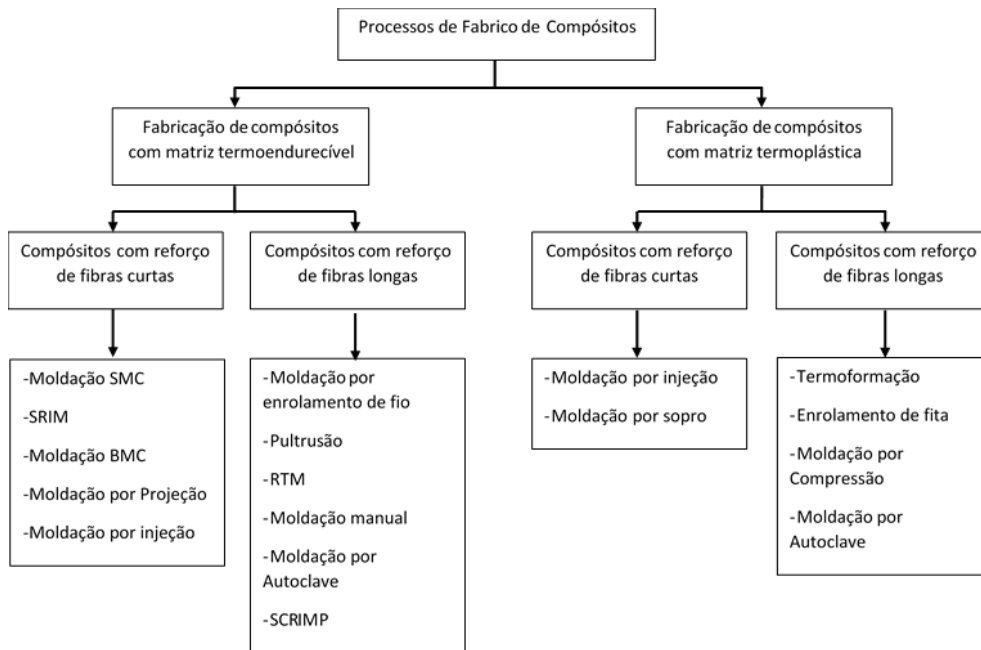 Processos de Fabrico de Compósitos
Fabricação de compósitos
com matriz termoendurecível
Fabricação de compósitos
com matriz termoplástica
Compósitos com reforço
de fibras curtas
Compósitos com reforço
de fibras longas
Compósitos com reforço
de fibras curtas
Compósitos com reforço
de fibras longas
-Moldação SMC
-SRIM
-Moldação BMC
-Moldação por Projeção
-Moldação por injeção
-Moldação por
enrolamento de fio
-Pultrusão
-RTM
-Moldação manual
-Moldação por
Autoclave
-SCRIMP
-Moldação por injeção
-Moldação por sopro
-Termoformação
-Enrolamento de fita
-Moldação por
Compressão
-Moldação por
Autoclave